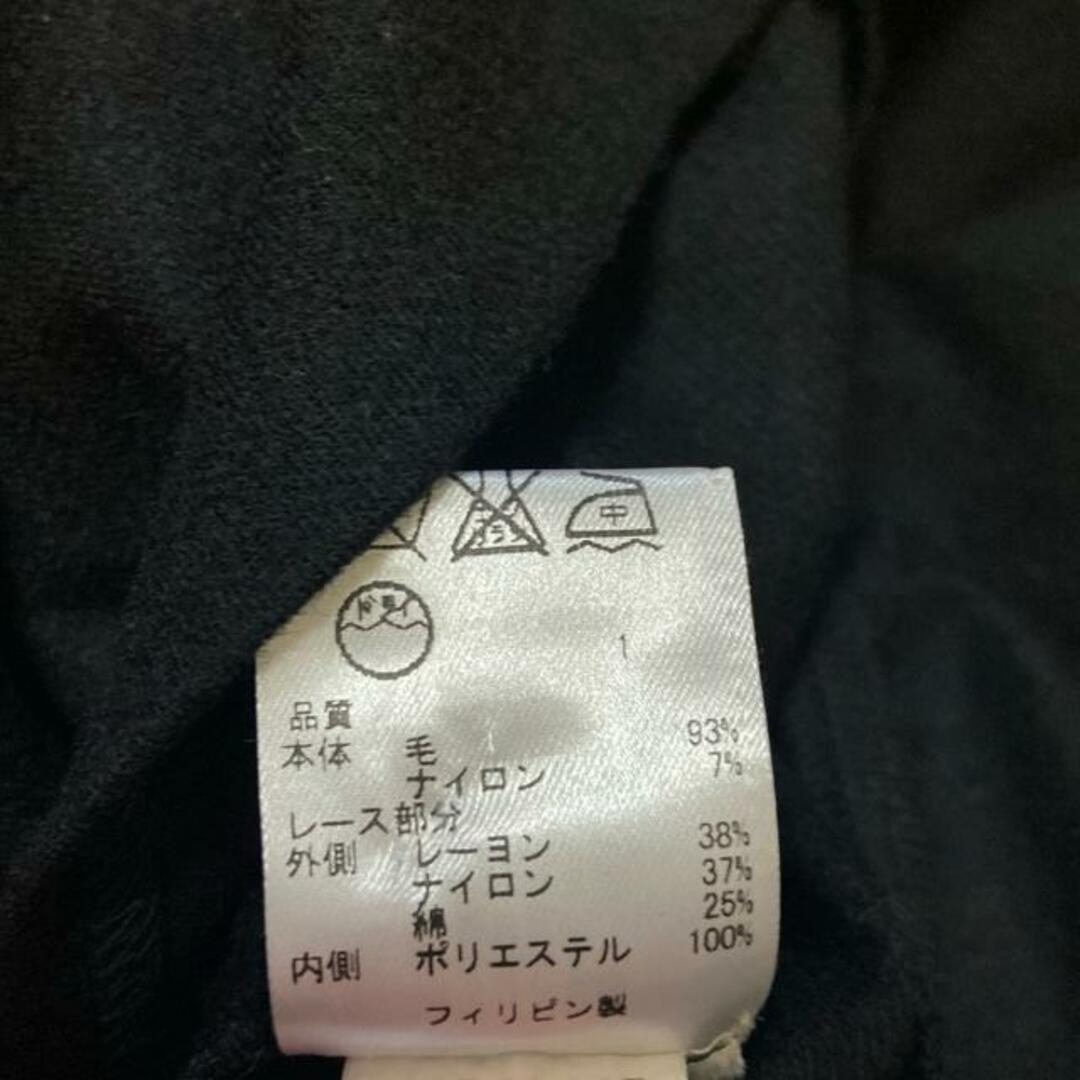 中
ドライ
1
品質
本体 毛 93%
ナイロン 7%
レース部分
外側 レーヨン 38%
ナイロン 37%
綿 25%
内側 ポリエステル 100%
フィリピン製